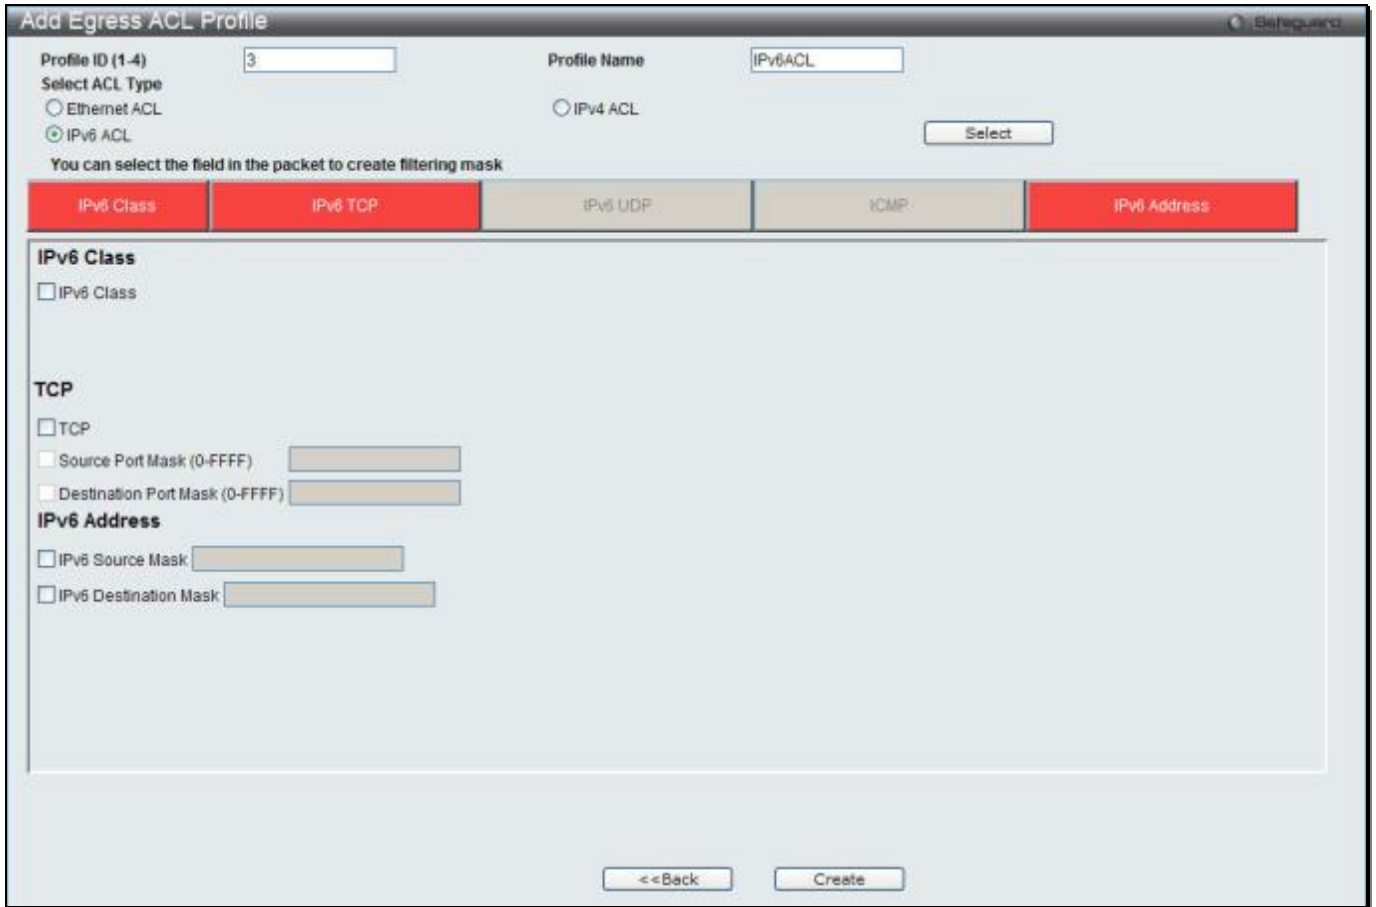 Add Egress ACL Profile
Safeguard
Profile ID (1-4) 3 Profile Name IPv6ACL
Select ACL Type
Ethernet ACL IPv4 ACL
IPv6 ACL Select
You can select the field in the packet to create filtering mask
IPv6 Class IPv6 TCP IPv6 UDP ICMP IPv6 Address
IPv6 Class
IPv6 Class
TCP
TCP
Source Port Mask (0-FFFF)
Destination Port Mask (0-FFFF)
IPv6 Address
IPv6 Source Mask
IPv6 Destination Mask
<<Back Create